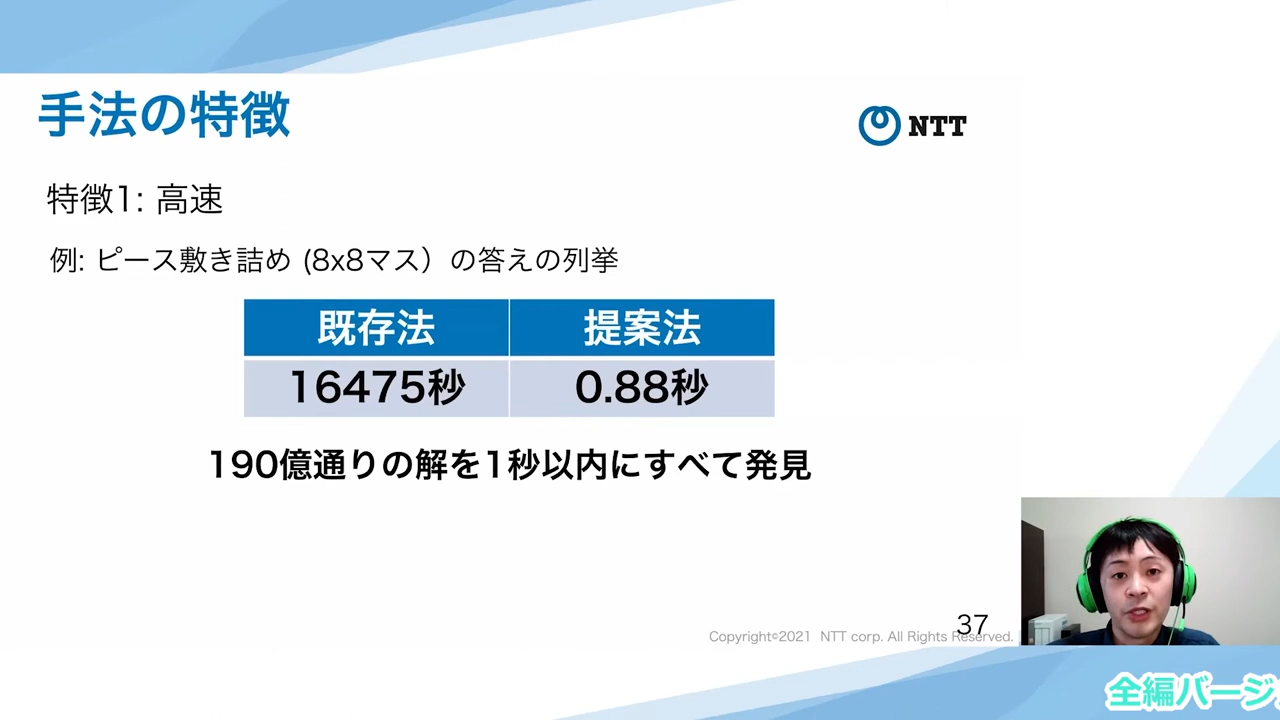 手法の特徴
NTT
特徴1: 高速
例: ピース敷き詰め (8x8マス）の答えの列挙
既存法 提案法
16475秒 0.88秒
190億通りの解を1秒以内にすべて発見
37
Copyright©2021 NTT corp. All Rights Reserved.
全編バージ